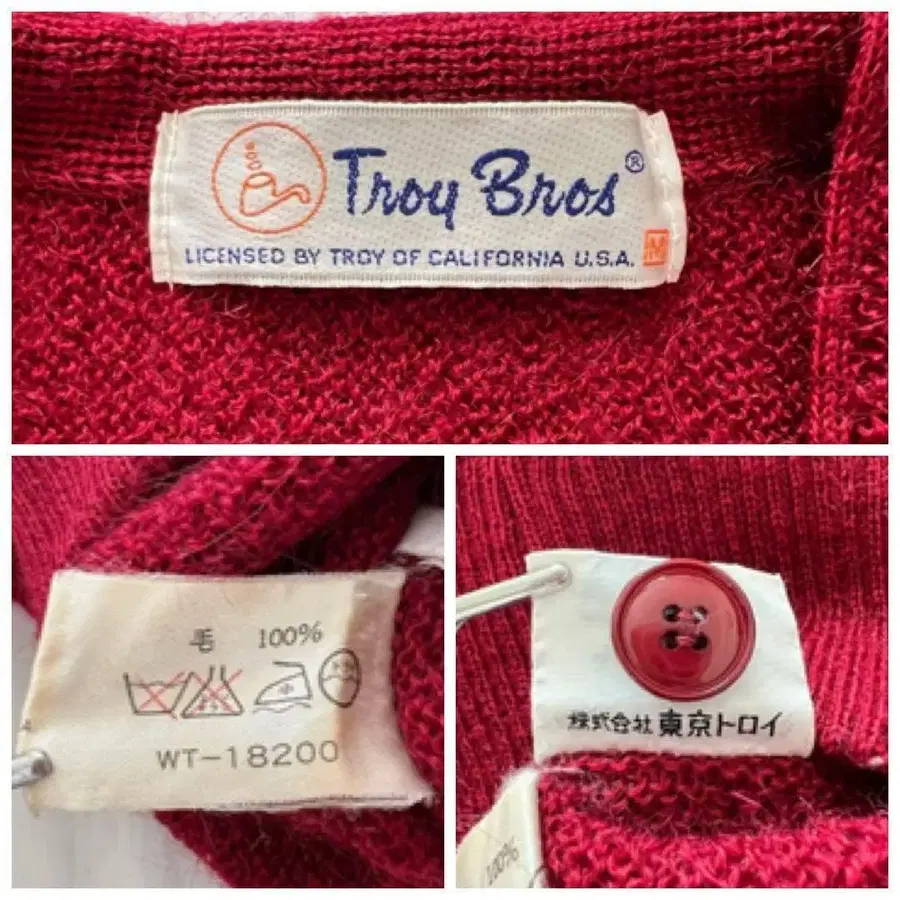 Troy Bros®
LICENSED BY TROY OF CALIFORNIA U.S.A. M
毛 100%
WT-18200
株式会社 東京トロイ
100%